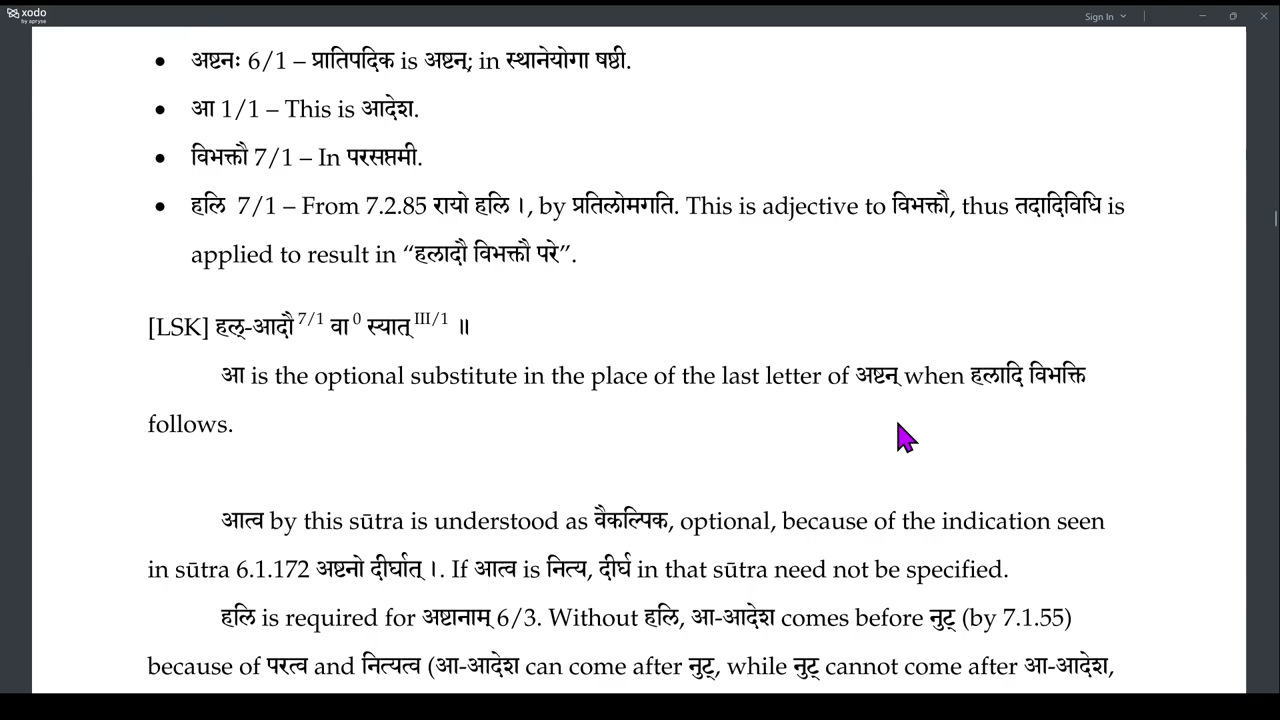 xodo
by apryse
Sign In
• अष्टनः 6/1 – प्रातिपदिक is अष्टन्; in स्थानेयोगा षष्ठी.
• आ 1/1 – This is आदेश.
• विभक्तौ 7/1 – In परसप्तमी.
• हलि 7/1 – From 7.2.85 रायो हलि ।, by प्रतिलोमगति. This is adjective to विभक्तौ, thus तदादिविधि is
applied to result in “हलादौ विभक्तौ परे”.
[LSK] हल्-आदौ 7/1 वा 0 स्यात् III/1 ॥
आ is the optional substitute in the place of the last letter of अष्टन् when हलादि विभक्ति
follows.
आत्व by this sūtra is understood as वैकल्पिक, optional, because of the indication seen
in sūtra 6.1.172 अष्टनो दीर्घात् ।. If आत्व is नित्य, दीर्घ in that sūtra need not be specified.
हलि is required for अष्टानाम् 6/3. Without हलि, आ-आदेश comes before नुट् (by 7.1.55)
because of परत्व and नित्यत्व (आ-आदेश can come after नुट्, while नुट् cannot come after आ-आदेश,